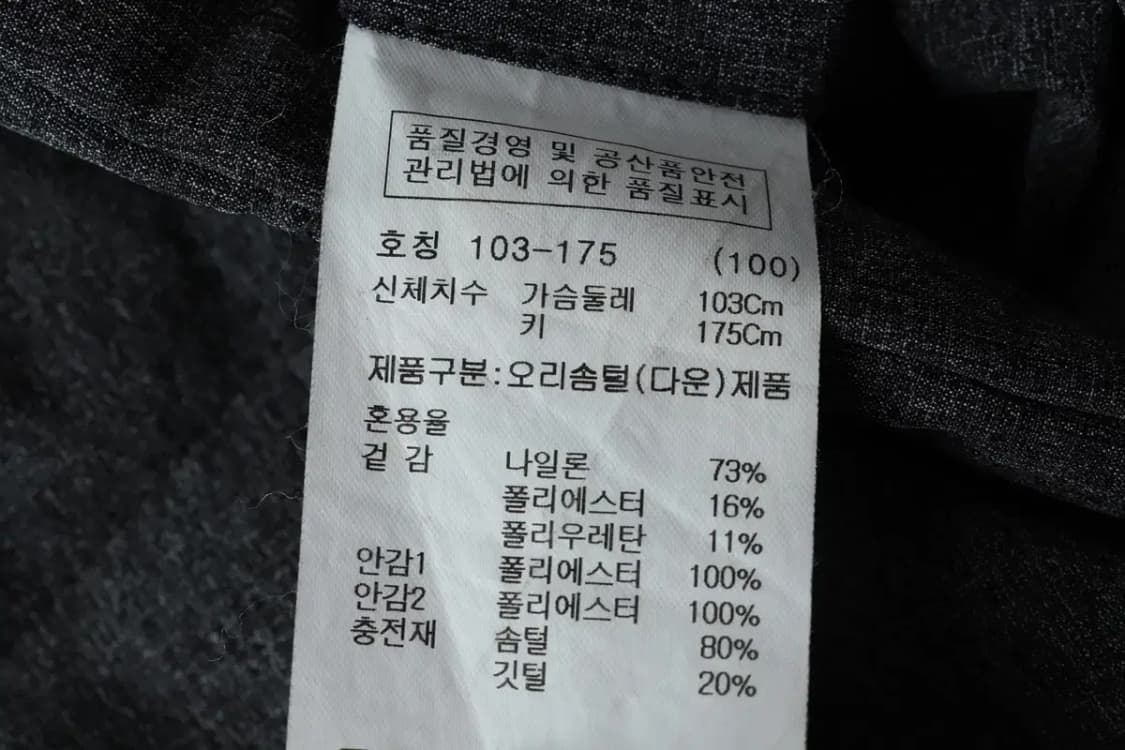 품질경영 및 공산품안전
관리법에 의한 품질표시
호칭 103-175 (100)
신체치수 가슴둘레 103Cm
키 175Cm
제품구분:오리솜털(다운)제품
혼용율
겉 감 나일론 73%
폴리에스터 16%
폴리우레탄 11%
안감1 폴리에스터 100%
안감2 폴리에스터 100%
충전재 솜털 80%
깃털 20%